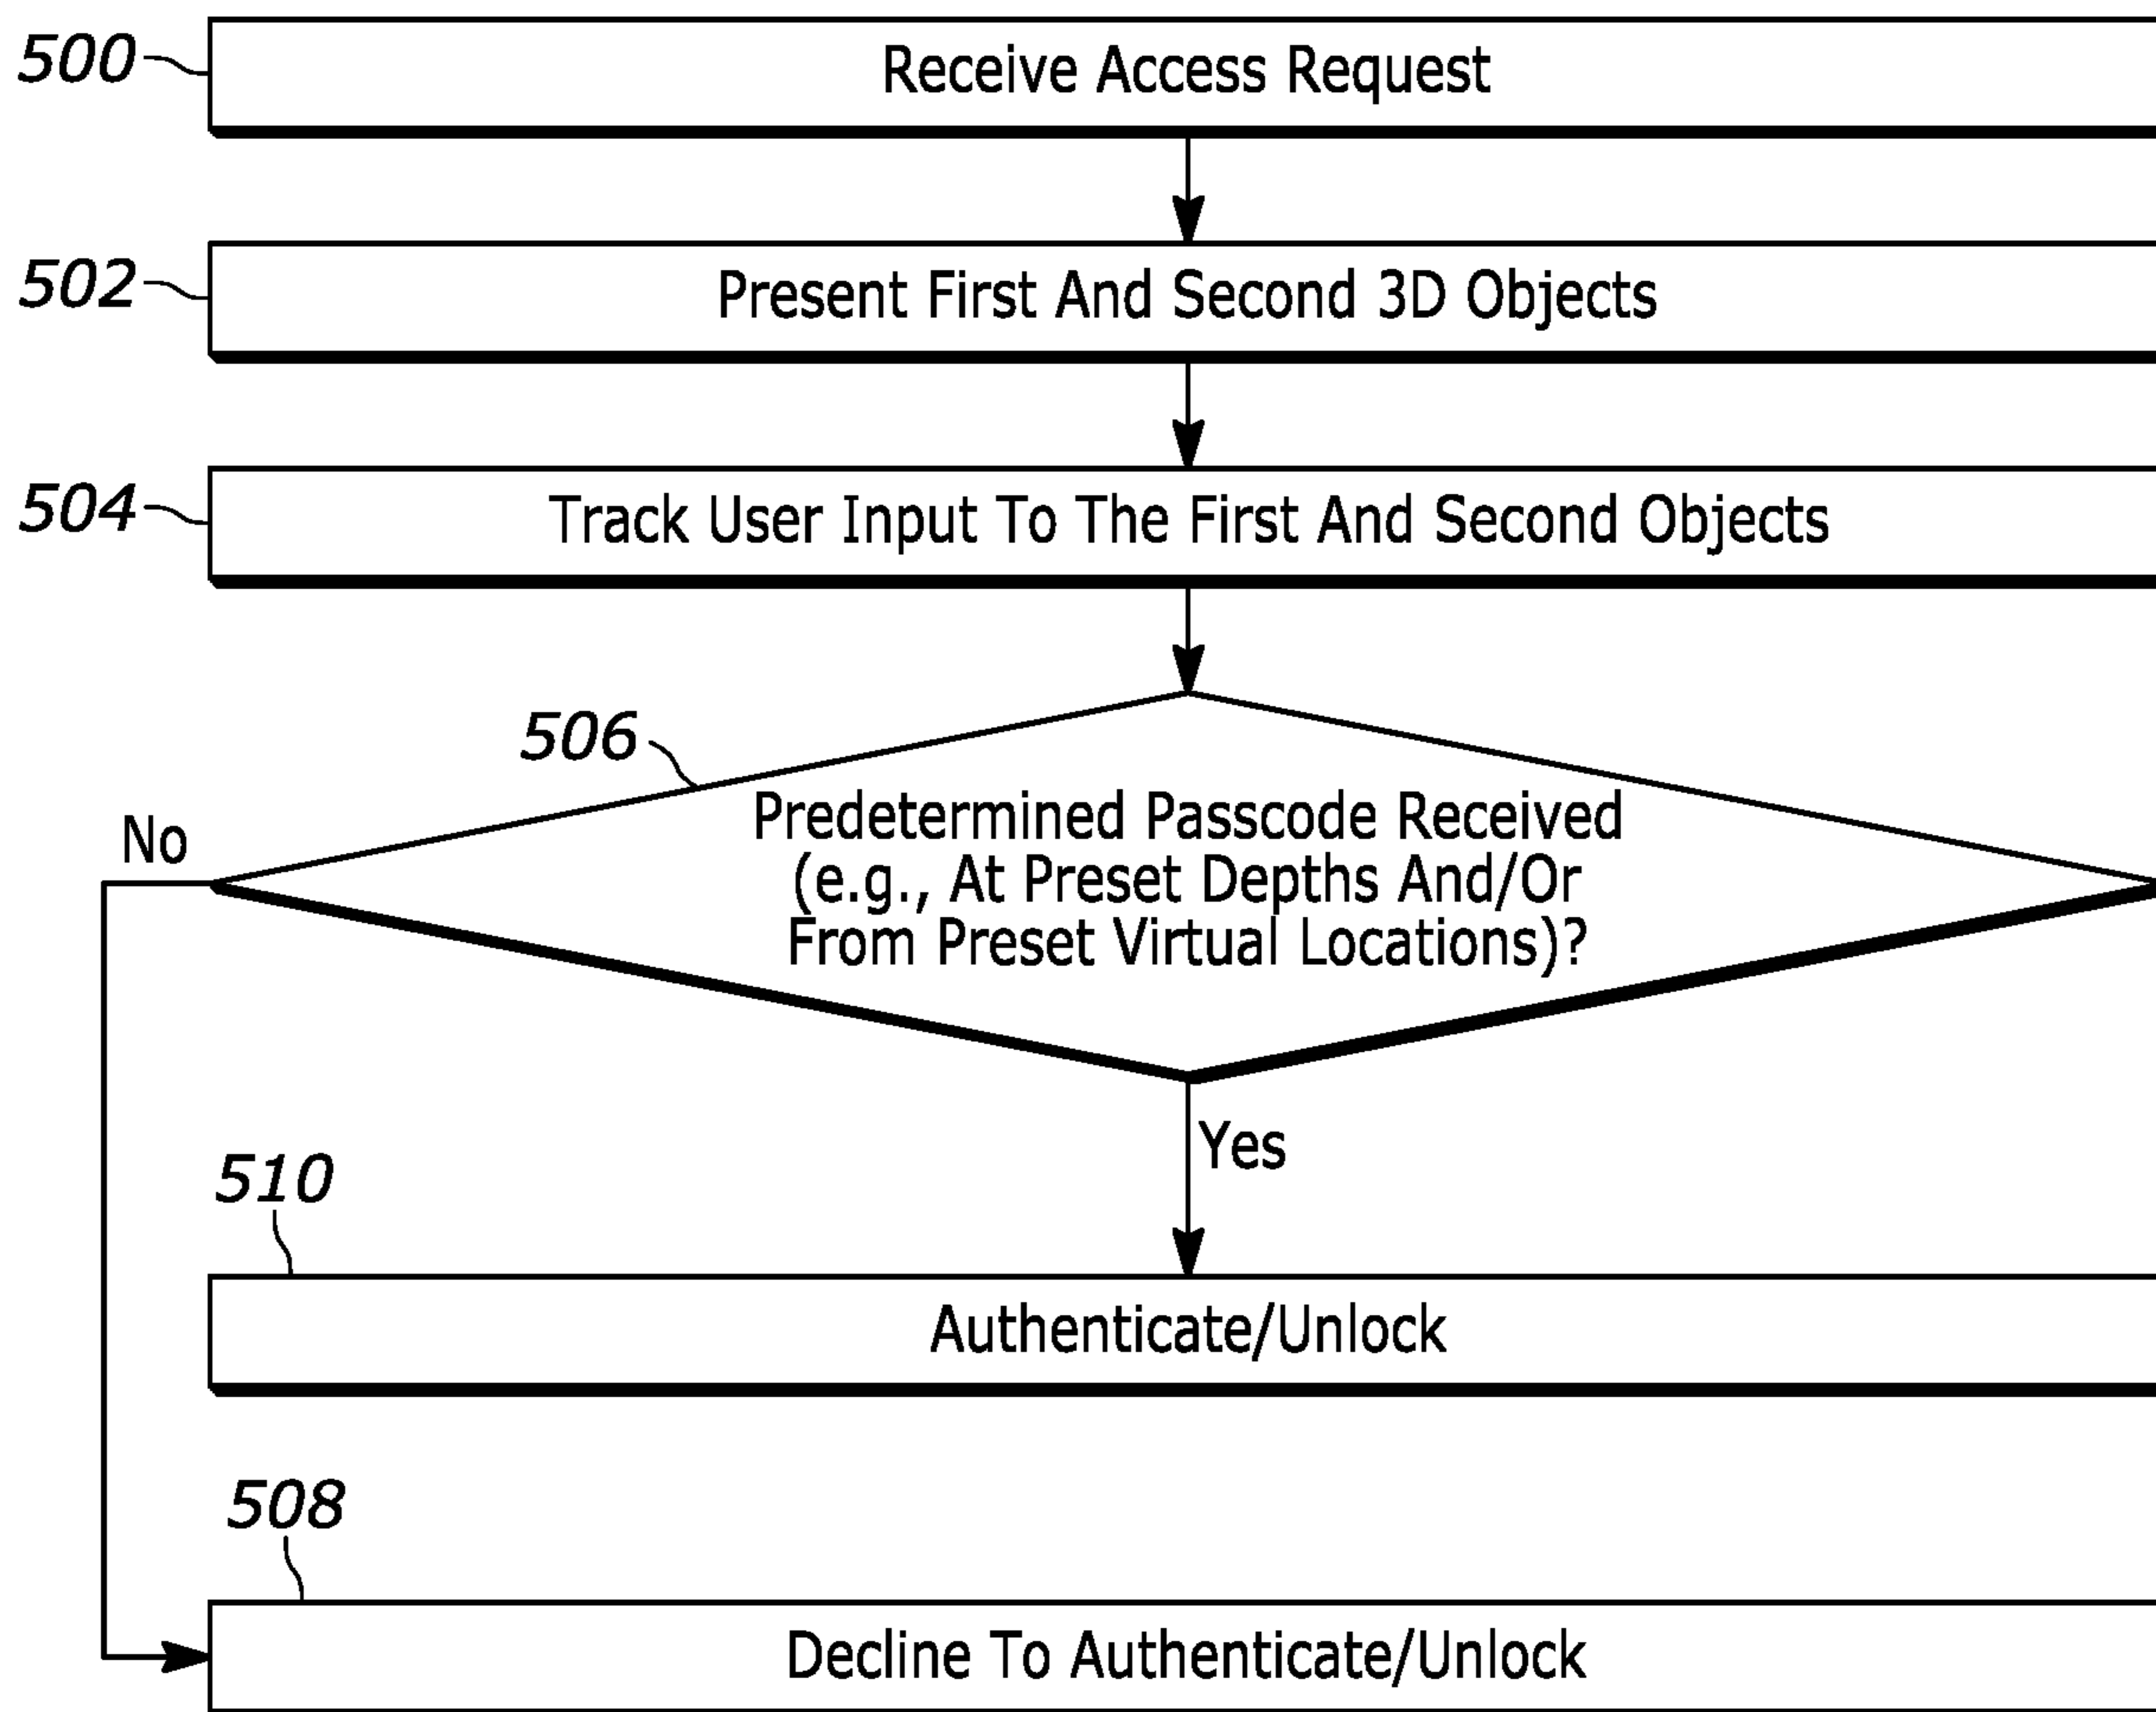 500
Receive Access Request
502
Present First And Second 3D Objects
504
Track User Input To The First And Second Objects
506
Predetermined Passcode Received
(e.g., At Preset Depths And/Or
From Preset Virtual Locations)?
No
Yes
510
Authenticate/Unlock
508
Decline To Authenticate/Unlock